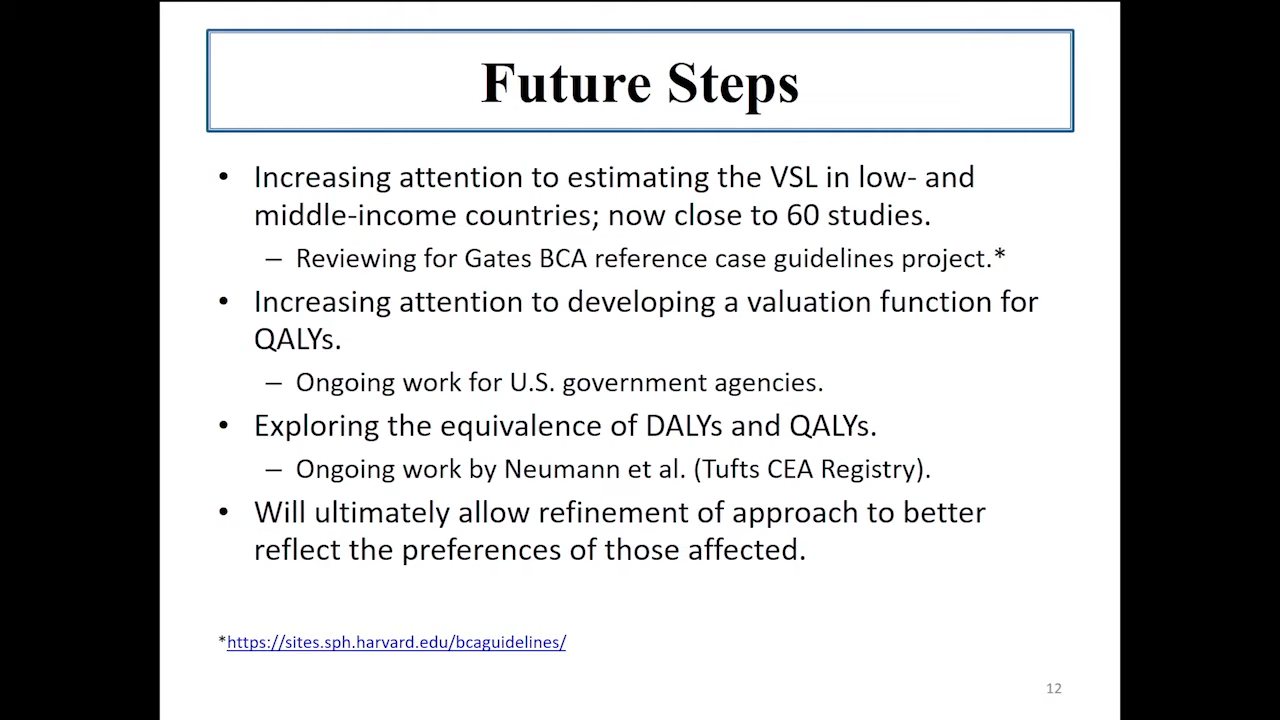 Future Steps
• Increasing attention to estimating the VSL in low- and
middle-income countries; now close to 60 studies.
– Reviewing for Gates BCA reference case guidelines project.*
• Increasing attention to developing a valuation function for
QALYs.
– Ongoing work for U.S. government agencies.
• Exploring the equivalence of DALYs and QALYs.
– Ongoing work by Neumann et al. (Tufts CEA Registry).
• Will ultimately allow refinement of approach to better
reflect the preferences of those affected.
*https://sites.sph.harvard.edu/bcaguidelines/
12